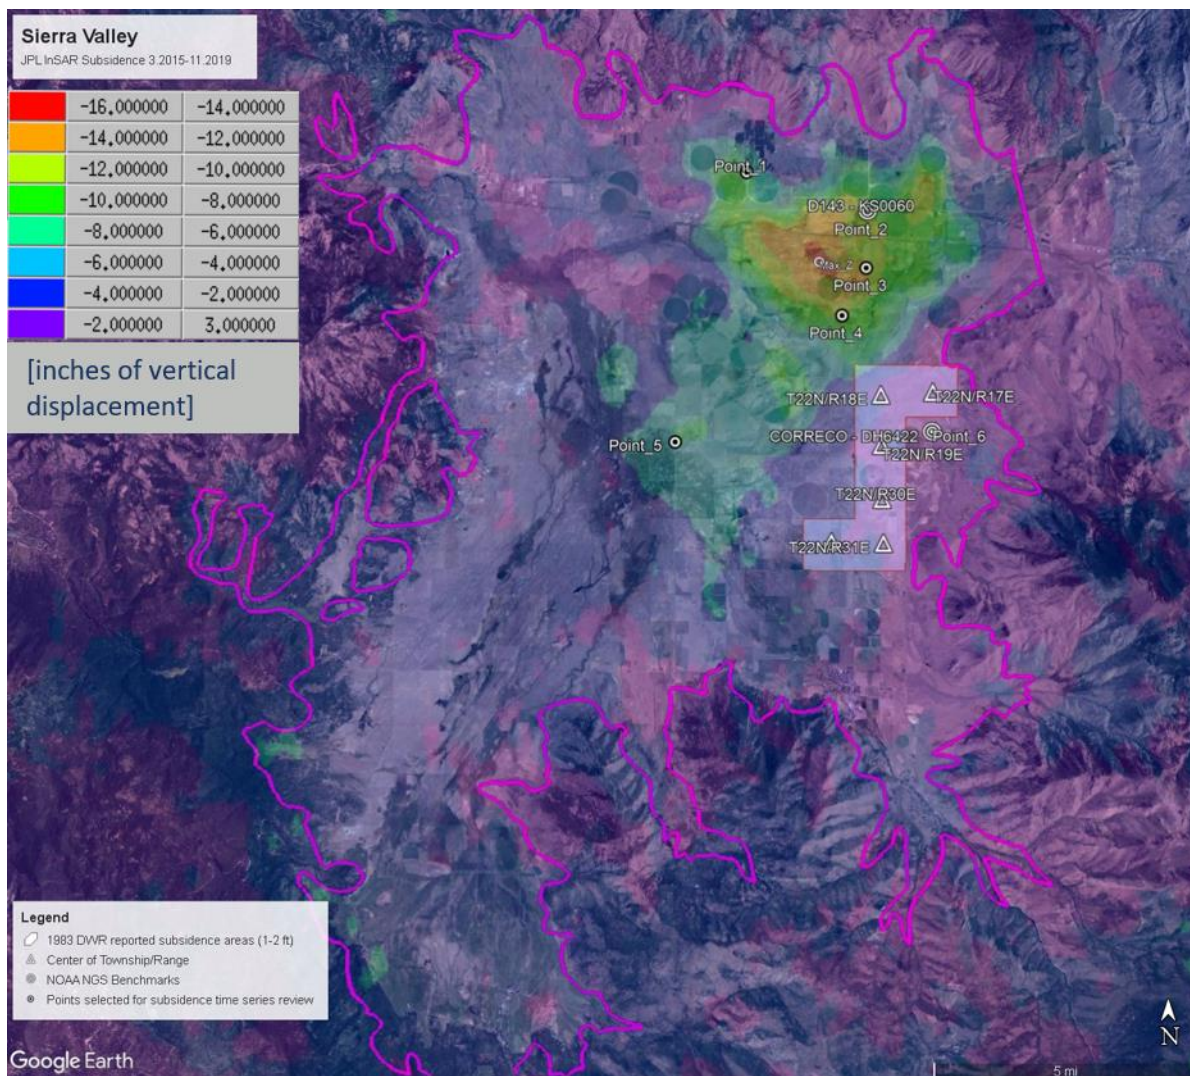 Sierra Valley
JPL InSAR Subsidence 3.2015-11.2019
-16.000000 -14.000000
-14.000000 -12.000000
-12.000000 -10.000000
-10.000000 -8.000000
-8.000000 -6.000000
-6.000000 -4.000000
-4.000000 -2.000000
-2.000000 3.000000
[inches of vertical
displacement]
Point_1
D143 - KS0060
Point_2
Max_Z
Point_3
Point_4
T22N/R18E
T22N/R17E
Point_5
CORRECO - DH6422
Point_6
T22N/R19E
T22N/R30E
T22N/R31E
Legend
1983 DWR reported subsidence areas (1-2 ft)
Center of Township/Range
NOAA NGS Benchmarks
Points selected for subsidence time series review
N
Google Earth
5 mi